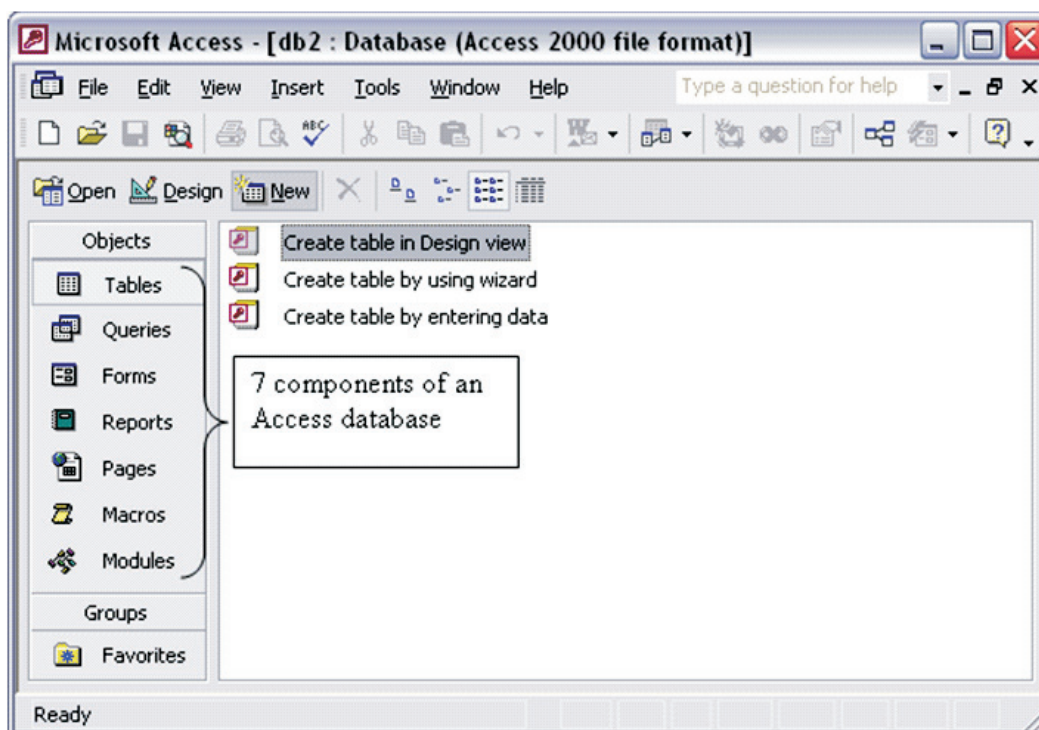 Microsoft Access - [db2 : Database (Access 2000 file format)]
File Edit View Insert Tools Window Help Type a question for help
ABC W
Open Design New
Objects
Tables
Queries
Forms
Reports
Pages
Macros
Modules
Groups
Favorites
Create table in Design view
Create table by using wizard
Create table by entering data
7 components of an
Access database
Ready